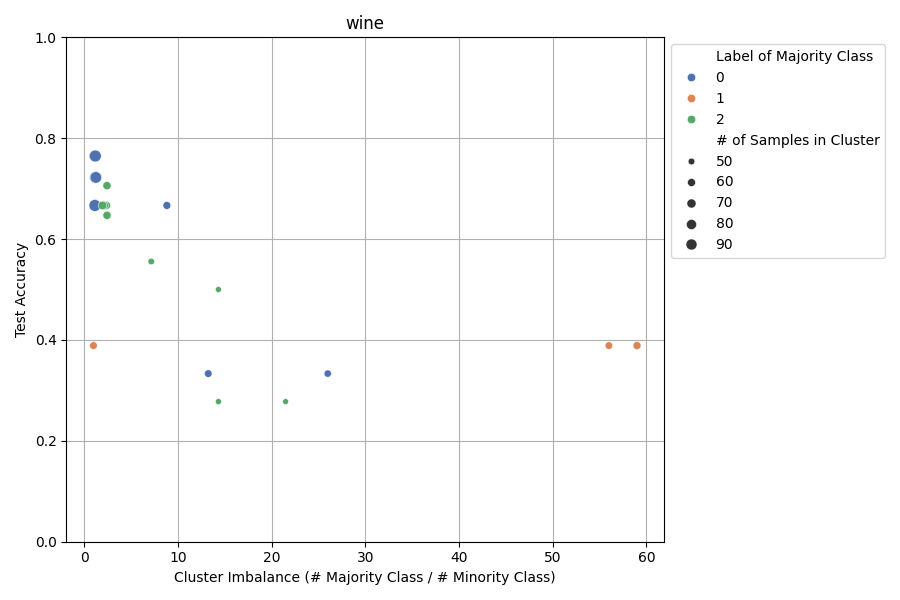 wine
1.0
0.8
0.6
0.4
0.2
0.0
Test Accuracy
0 10 20 30 40 50 60
Cluster Imbalance (# Majority Class / # Minority Class)
Label of Majority Class
0
1
2
# of Samples in Cluster
50
60
70
80
90